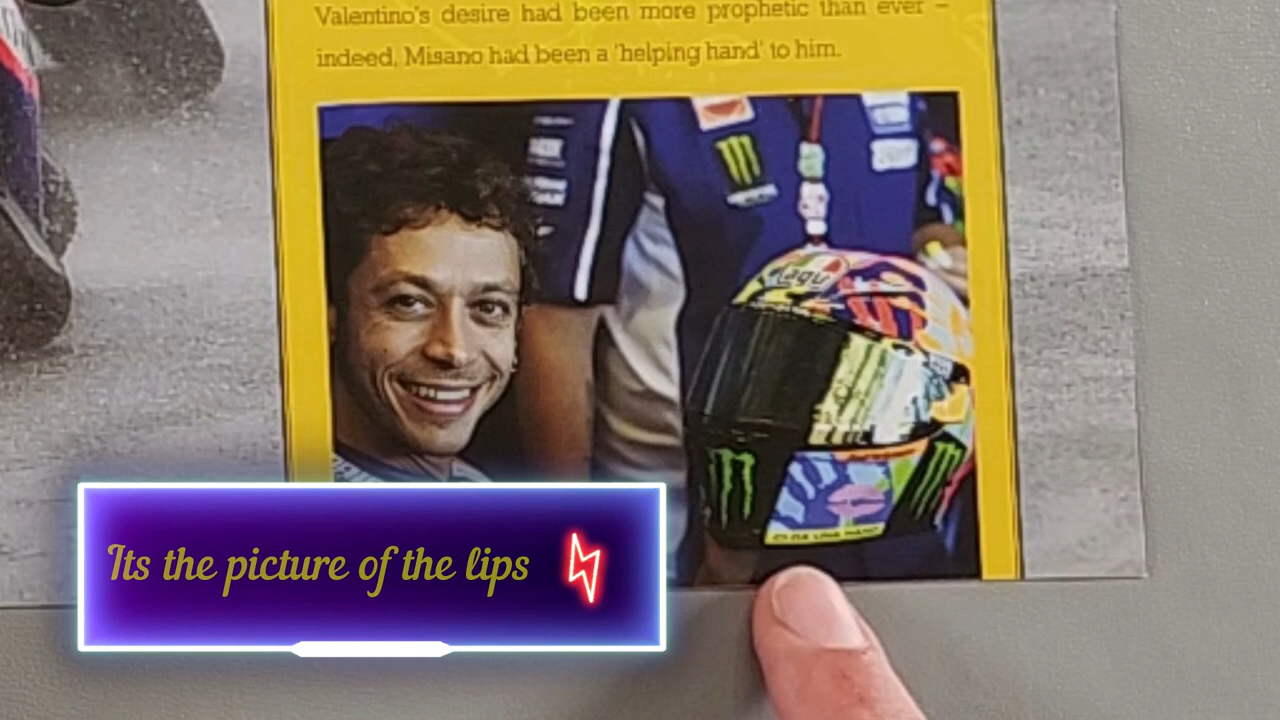 Valentino's desire had been more prophetic than ever –
indeed, Misano had been a 'helping hand' to him.
Its the picture of the lips